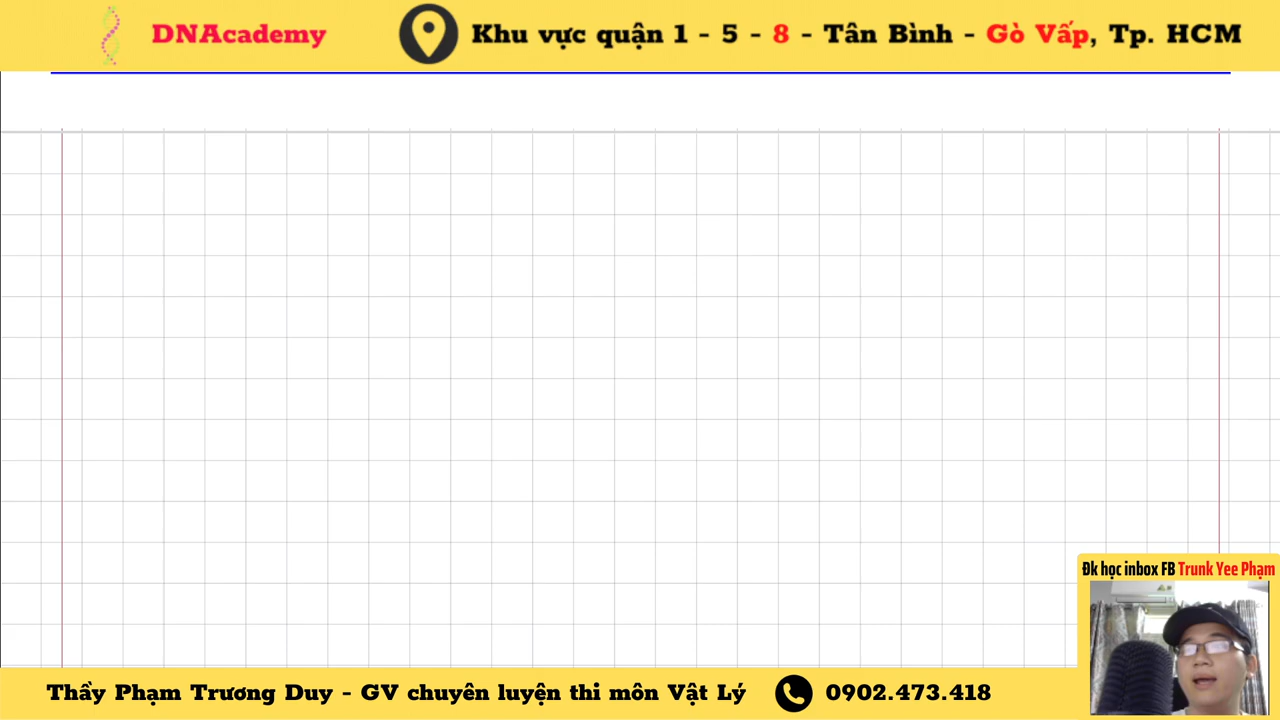 DNAcademy
Khu vực quận 1 - 5 - 8 - Tân Bình - Gò Vấp, Tp. HCM
Đk học inbox FB Trunk Yee Phạm
Thầy Phạm Trương Duy - GV chuyên luyện thi môn Vật Lý
0902.473.418